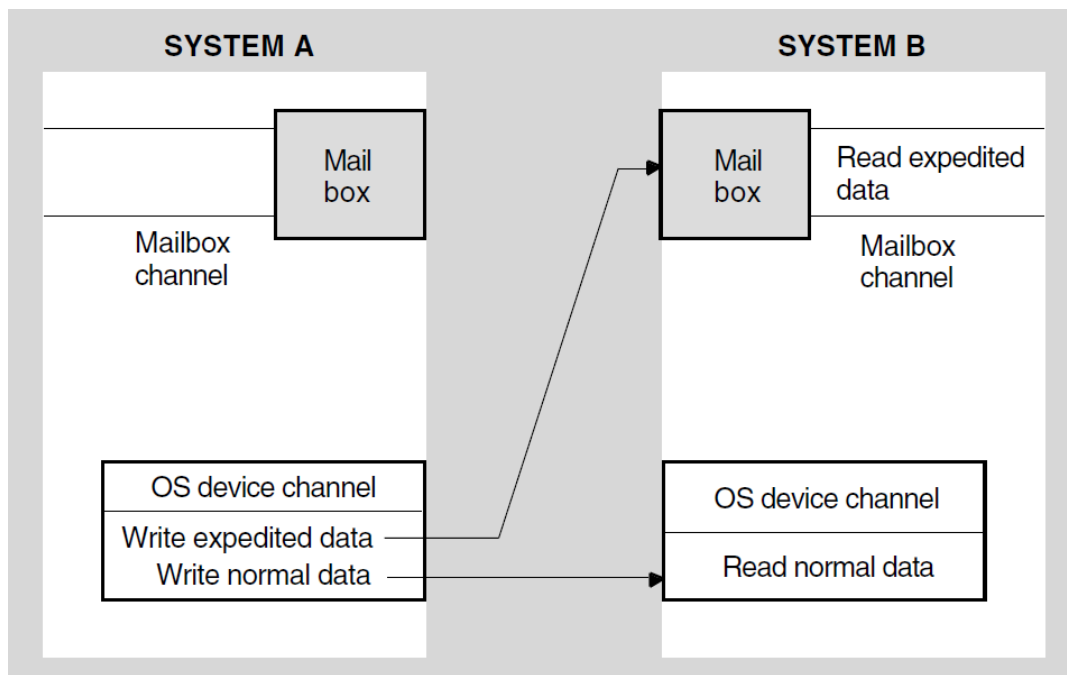 SYSTEM A
SYSTEM B
Mail
box
Mailbox
channel
Mail
box
Read expedited
data
Mailbox
channel
OS device channel
Write expedited data
Write normal data
OS device channel
Read normal data